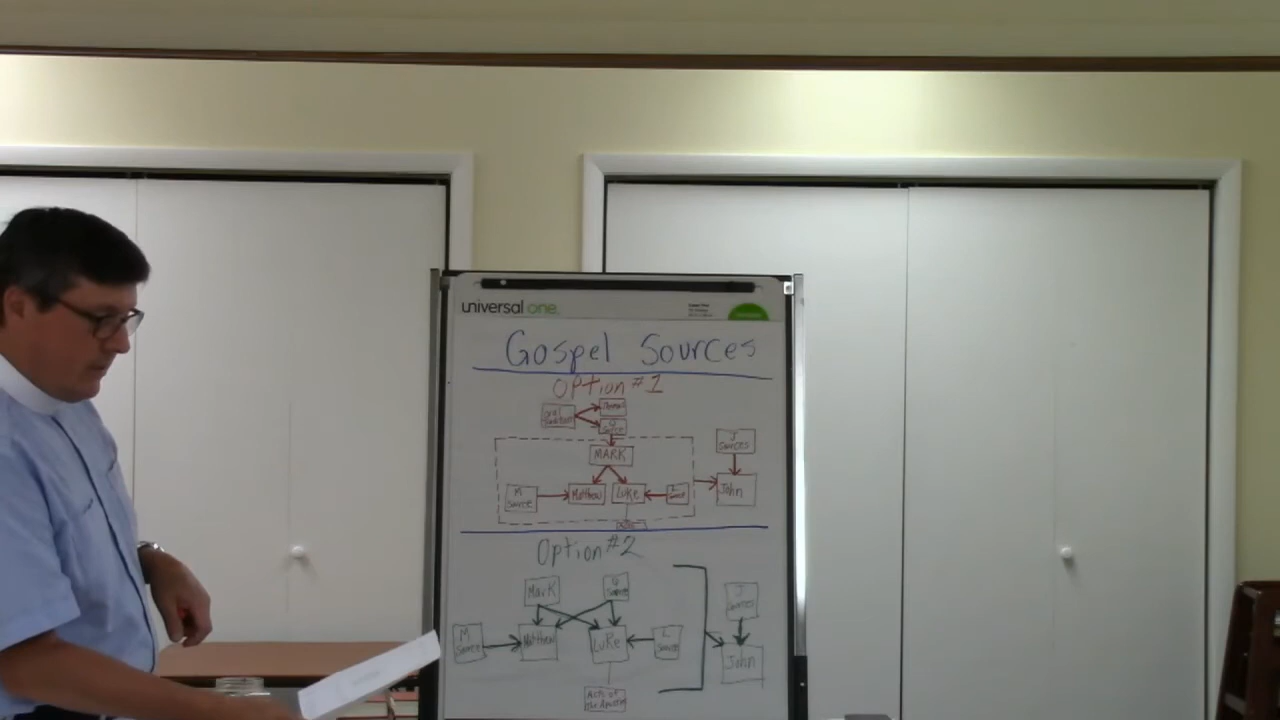 universal one
Gospel Sources
Option #1
Oral Tradition
Q Source
MARK
J Sources
M Source
Matthew
Luke
L Source
John
Option #2
Mark
Q Source
J Sources
M Source
Matthew
LuKe
L Source
John
Acts of the Apostles